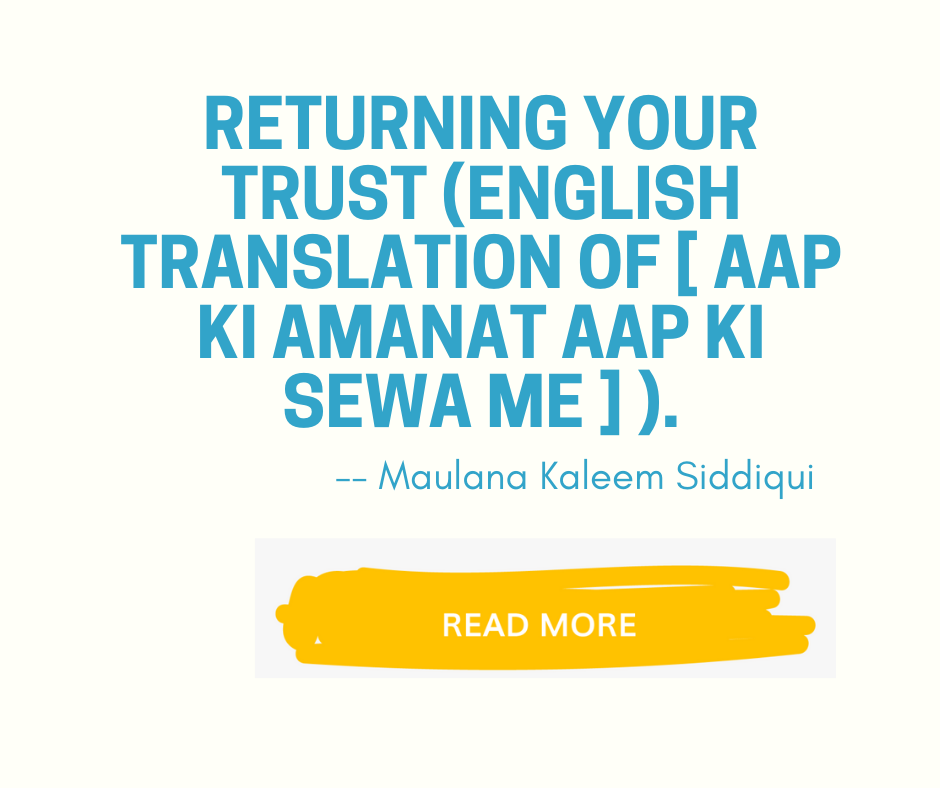 RETURNING YOUR
TRUST (ENGLISH
TRANSLATION OF [ AAP
KI AMANAT AAP KI
SEWA ME ] ).
-- Maulana Kaleem Siddiqui
READ MORE